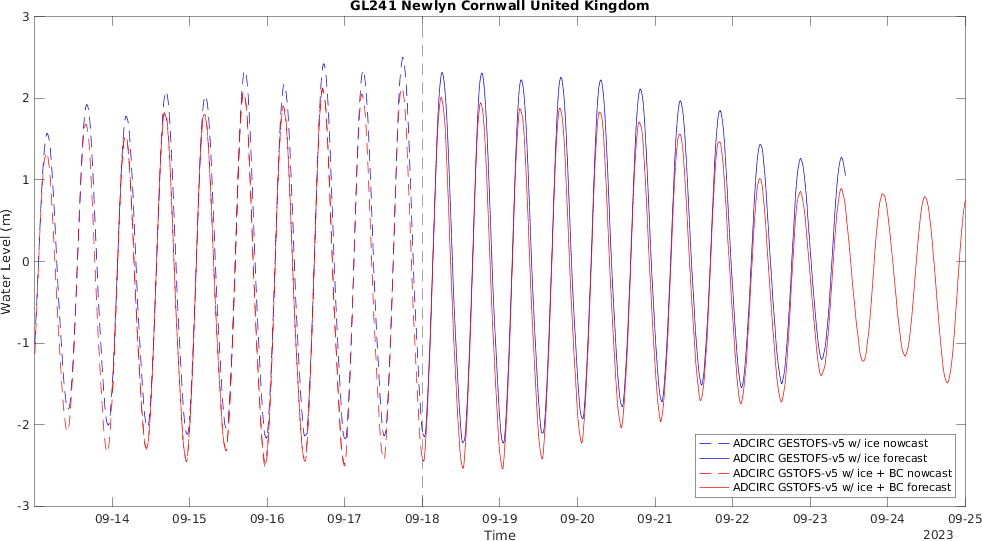 GL241 Newlyn Cornwall United Kingdom
3
2
1
0
-1
-2
-3
Water Level (m)
ADCIRC GESTOFS-v5 w/ ice nowcast
ADCIRC GESTOFS-v5 w/ ice forecast
ADCIRC GSTOFS-v5 w/ ice + BC nowcast
ADCIRC GSTOFS-v5 w/ ice + BC forecast
09-14 09-15 09-16 09-17 09-18 09-19 09-20 09-21 09-22 09-23 09-24 09-25
Time
2023